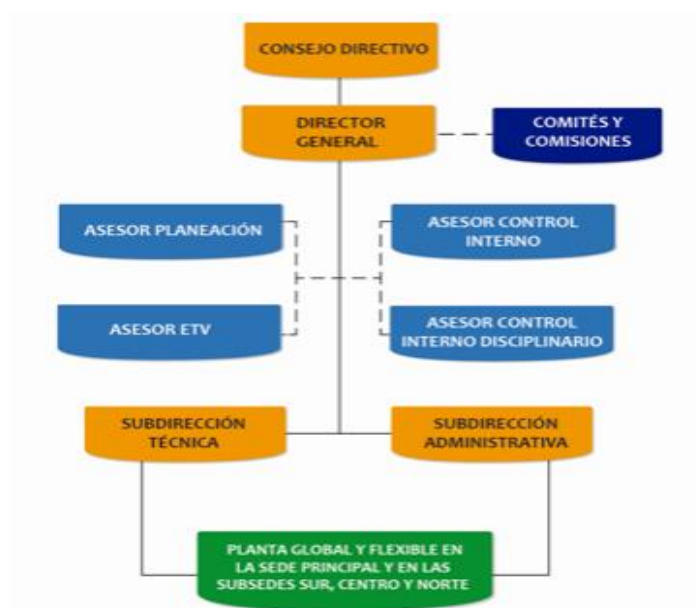 CONSEJO DIRECTIVO
DIRECTOR
GENERAL
COMITÉS Y
COMISIONES
ASESOR PLANEACIÓN
ASESOR CONTROL
INTERNO
ASESOR ETV
ASESOR CONTROL
INTERNO DISCIPLINARIO
SUBDIRECCIÓN
TÉCNICA
SUBDIRECCIÓN
ADMINISTRATIVA
PLANTA GLOBAL Y FLEXIBLE EN
LA SEDE PRINCIPAL Y EN LAS
SUBSEDES SUR, CENTRO Y NORTE